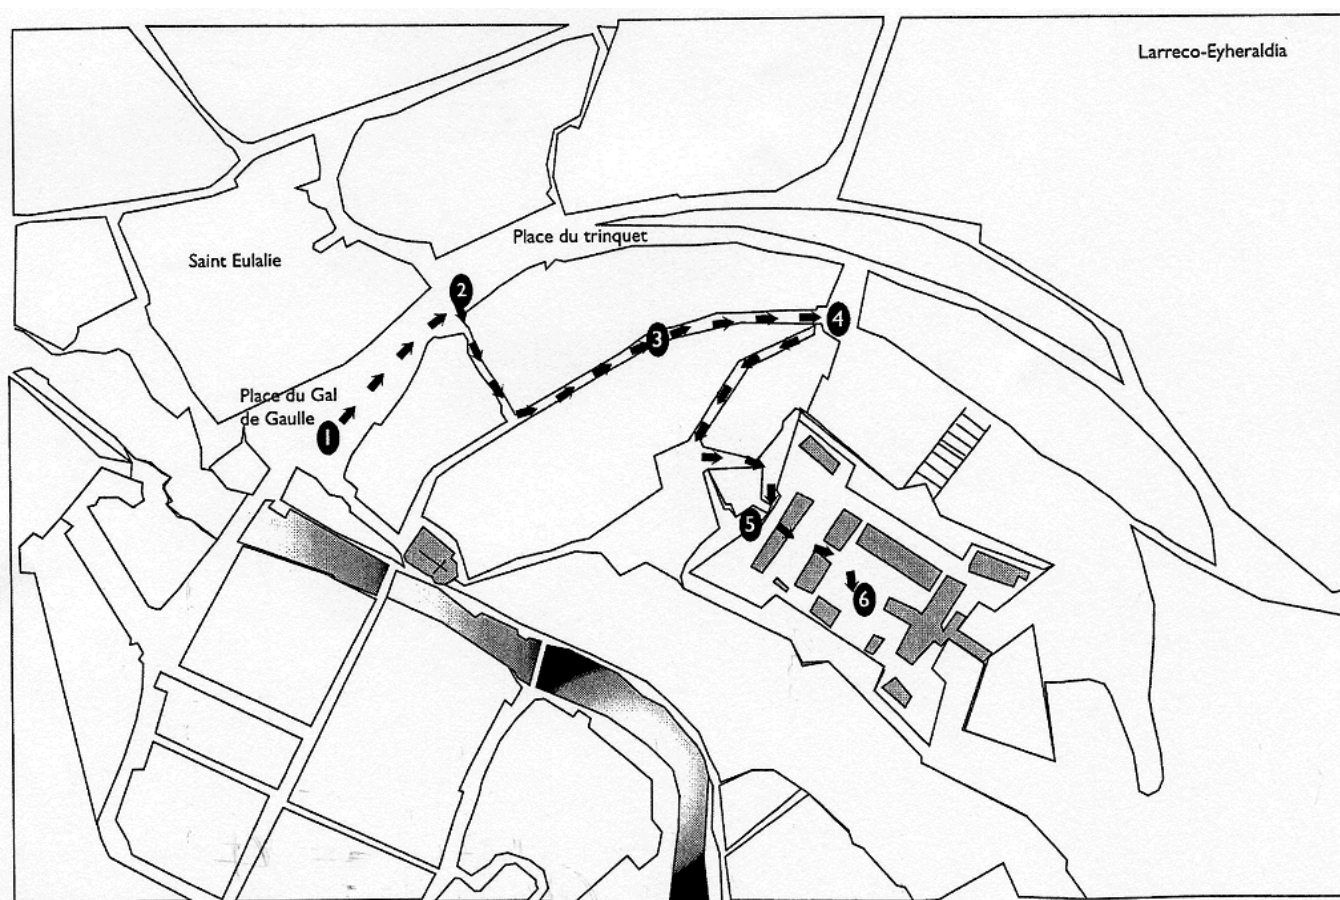 Larreco-Eyheraldia
Place du trinquet
Saint Eulalie
2
4
3
Place du Gal
de Gaulle
1
5
6